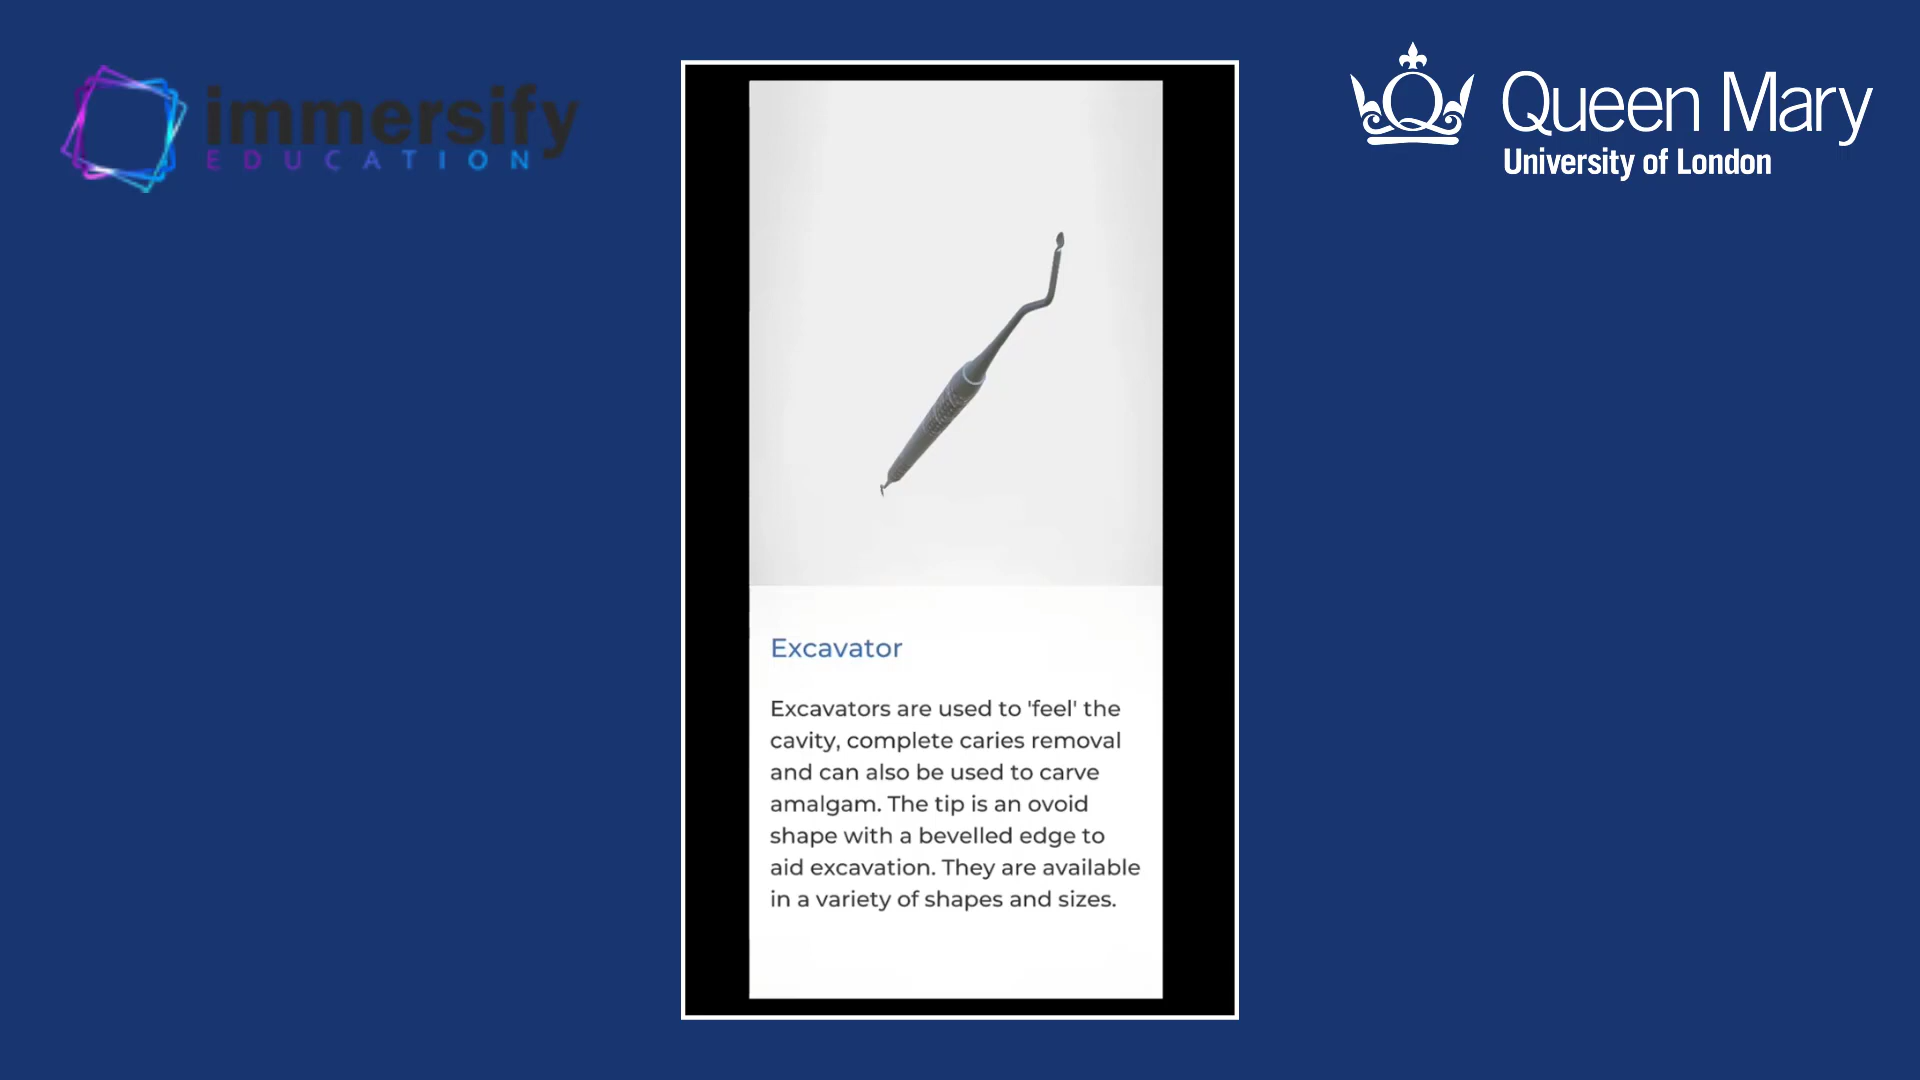 immersify
EDUCATION
Queen Mary
University of London
Excavator
Excavators are used to 'feel' the
cavity, complete caries removal
and can also be used to carve
amalgam. The tip is an ovoid
shape with a bevelled edge to
aid excavation. They are available
in a variety of shapes and sizes.